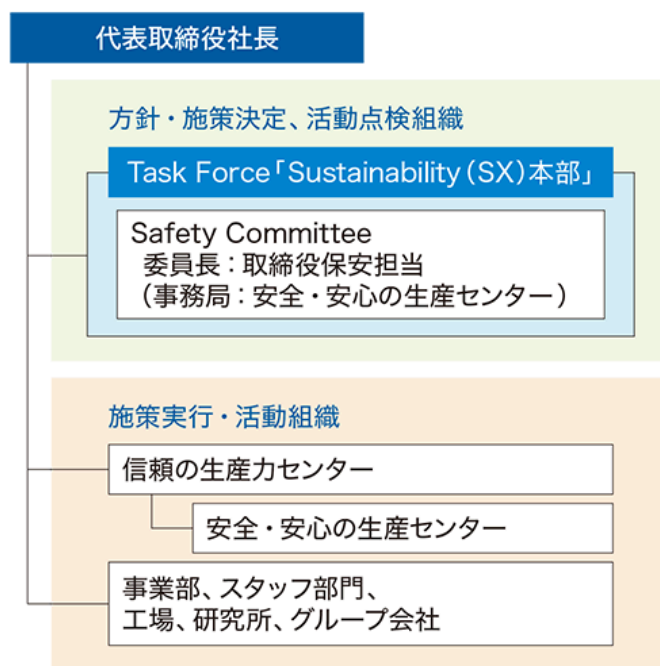 代表取締役社長
方針・施策決定、活動点検組織
Task Force「Sustainability(SX)本部」
Safety Committee
委員長：取締役保安担当
（事務局：安全・安心の生産センター）
施策実行・活動組織
信頼の生産力センター
安全・安心の生産センター
事業部、スタッフ部門、
工場、研究所、グループ会社